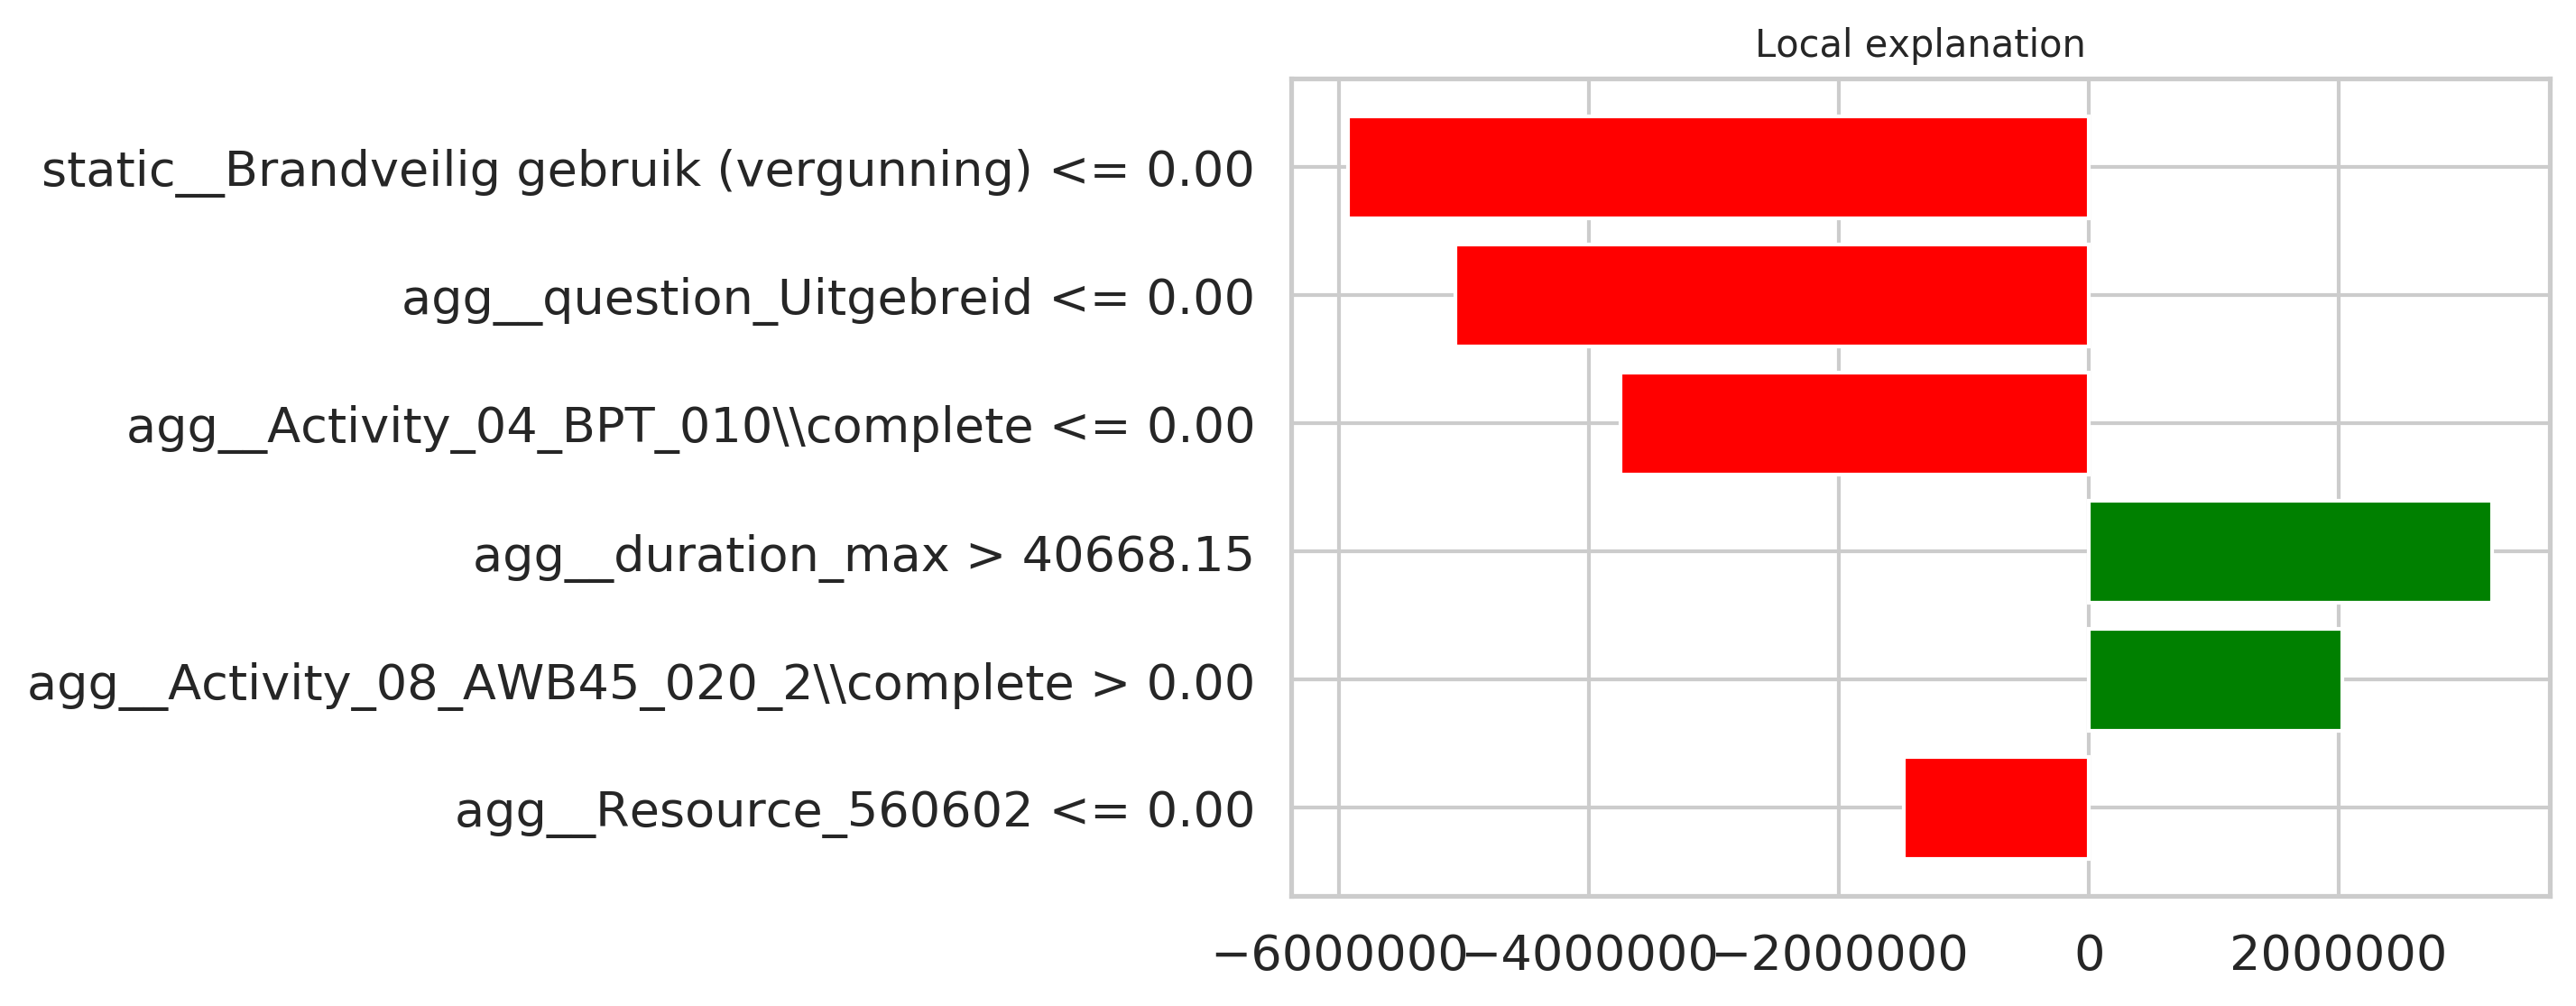 Local explanation
static__Brandveilig gebruik (vergunning) <= 0.00
agg__question_Uitgebreid <= 0.00
agg__Activity_04_BPT_010\\complete <= 0.00
agg__duration_max > 40668.15
agg__Activity_08_AWB45_020_2\\complete > 0.00
agg__Resource_560602 <= 0.00
−6000000 −4000000 −2000000 0 2000000